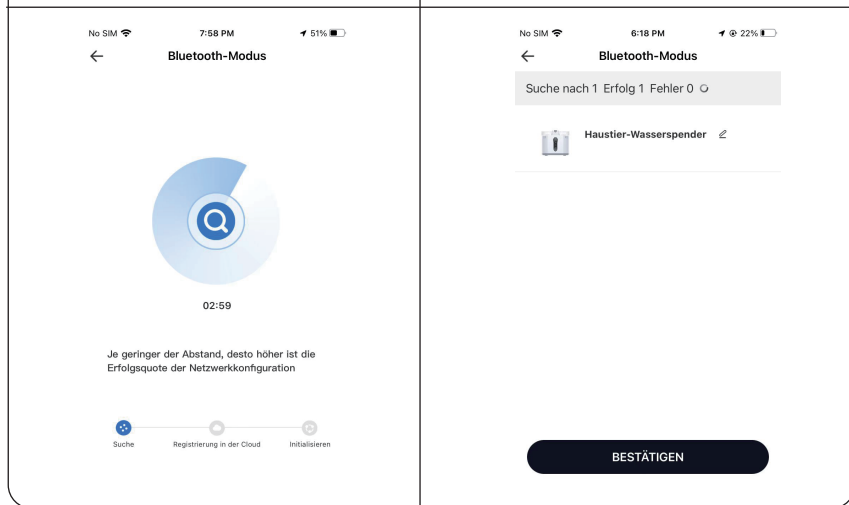 No SIM 7:58 PM 51%
Bluetooth-Modus
02:59
Je geringer der Abstand, desto höher ist die
Erfolgsquote der Netzwerkkonfiguration
Suche Registrierung in der Cloud Initialisieren
No SIM 6:18 PM 22%
Bluetooth-Modus
Suche nach 1 Erfolg 1 Fehler 0
Haustier-Wasserspender
BESTÄTIGEN